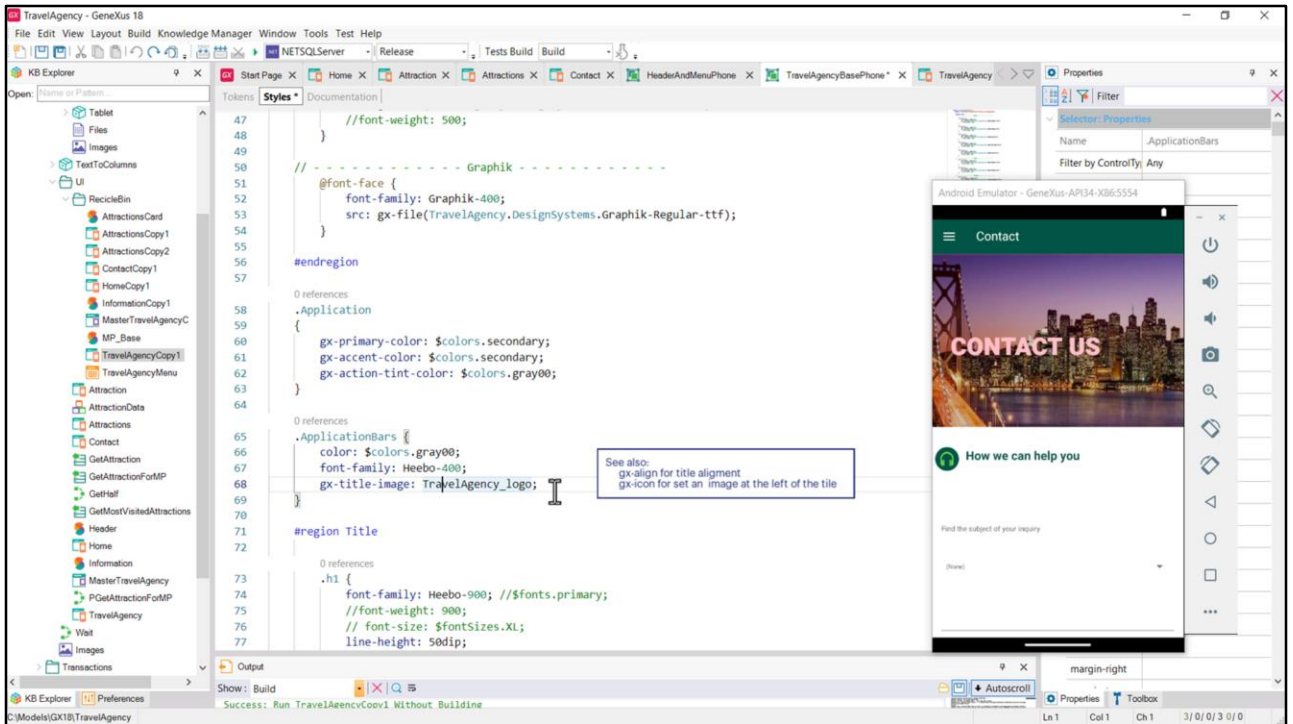 TravelAgency - GeneXus 18
File Edit View Layout Build Knowledge Manager Window Tools Test Help
NETSQLServer Release Tests Build Build
KB Explorer
Open: Name or Pattern...
Tablet
Files
Images
TextToColumns
UI
RecicleBin
AttractionsCard
AttractionsCopy1
AttractionsCopy2
ContactCopy1
HomeCopy1
InformationCopy1
MasterTravelAgencyC
MP_Base
TravelAgencyCopy1
TravelAgencyMenu
Attraction
AttractionData
Attractions
Contact
GetAttraction
GetAttractionForMP
GetHalf
GetMostVisitedAttractions
Header
Home
Information
MasterTravelAgency
PGetAttractionForMP
TravelAgency
Wait
Images
Transactions
KB Explorer Preferences
C:\Models\GX18\TravelAgency
Start Page Home Attraction Attractions Contact HeaderAndMenuPhone TravelAgencyBasePhone* TravelAgency
Tokens Styles * Documentation
47 //font-weight: 500;
48 }
49
50 // - - - - - - - - - - - - Graphik - - - - - - - - - - - -
51 @font-face {
52 font-family: Graphik-400;
53 src: gx-file(TravelAgency.DesignSystems.Graphik-Regular-ttf);
54 }
55
56 #endregion
57
0 references
58 .Application
59 {
60 gx-primary-color: $colors.secondary;
61 gx-accent-color: $colors.secondary;
62 gx-action-tint-color: $colors.gray00;
63 }
64
0 references
65 .ApplicationBars {
66 color: $colors.gray00;
67 font-family: Heebo-400;
68 gx-title-image: TravelAgency_logo;
69 }
70
71 #region Title
72
0 references
73 .h1 {
74 font-family: Heebo-900; //$fonts.primary;
75 //font-weight: 900;
76 // font-size: $fontSizes.XL;
77 line-height: 50dip;
See also:
gx-align for title aligment
gx-icon for set an image at the left of the tile
Output
Show: Build
Autoscroll
Success: Run TravelAgencyCopy1 Without Building
Properties
Filter
Selector: Properties
Name .ApplicationBars
Filter by ControlTy Any
Android Emulator - GeneXus-API34-X86:5554
Contact
CONTACT US
How we can help you
Find the subject of your inquiry
(None)
margin-right
Properties Toolbox
Ln 1 Col 1 Ch 1 3/0/0/3 0/0